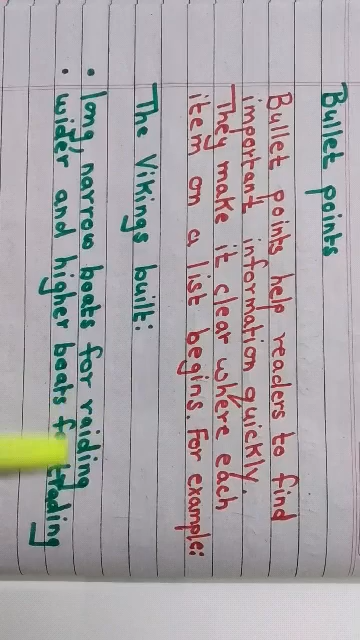 Bullet points
Bullet points help readers to find
important information quickly.
They make it clear where each
item on a list begins for example:
The Vikings built:
• long narrow boats for raiding
• wider and higher boats for trading